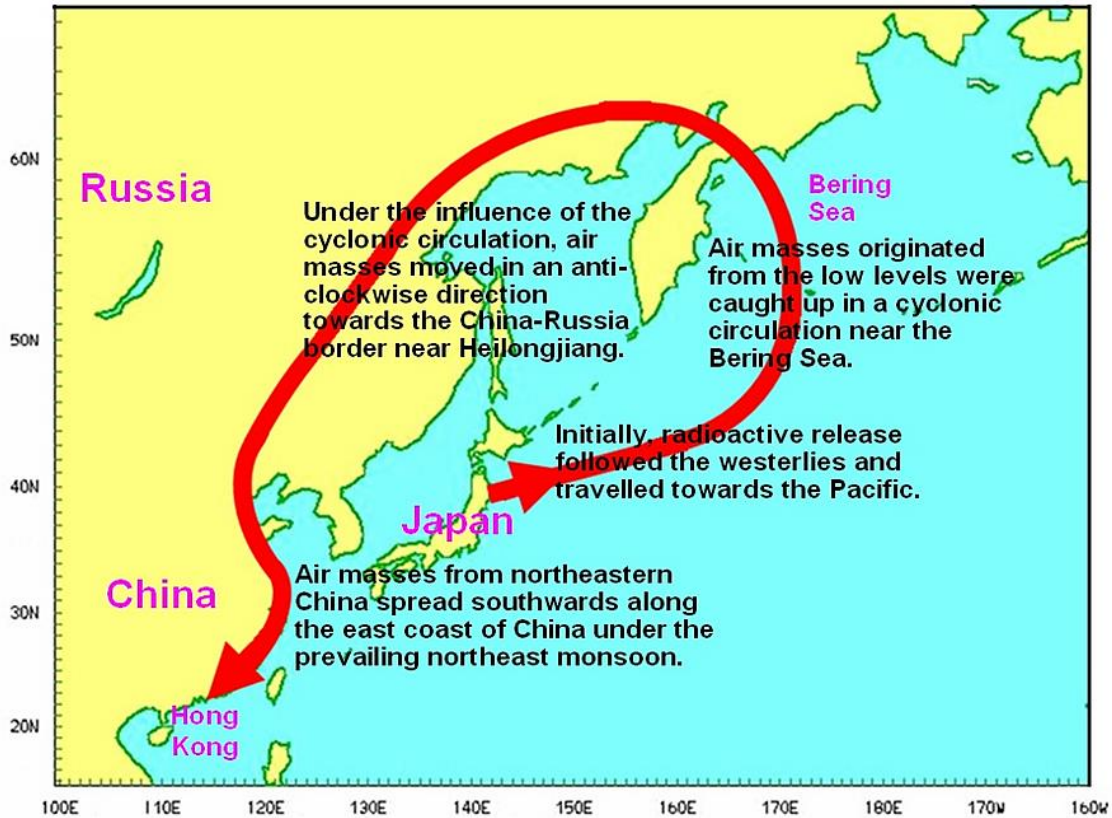 60N
50N
40N
30N
20N
Russia
Bering
Sea
Under the influence of the
cyclonic circulation, air
masses moved in an anti-
clockwise direction
towards the China-Russia
border near Heilongjiang.
Air masses originated
from the low levels were
caught up in a cyclonic
circulation near the
Bering Sea.
Initially, radioactive release
followed the westerlies and
travelled towards the Pacific.
Japan
China
Air masses from northeastern
China spread southwards along
the east coast of China under the
prevailing northeast monsoon.
Hong
Kong
100E 110E 120E 130E 140E 150E 160E 170E 180E 170W 160W